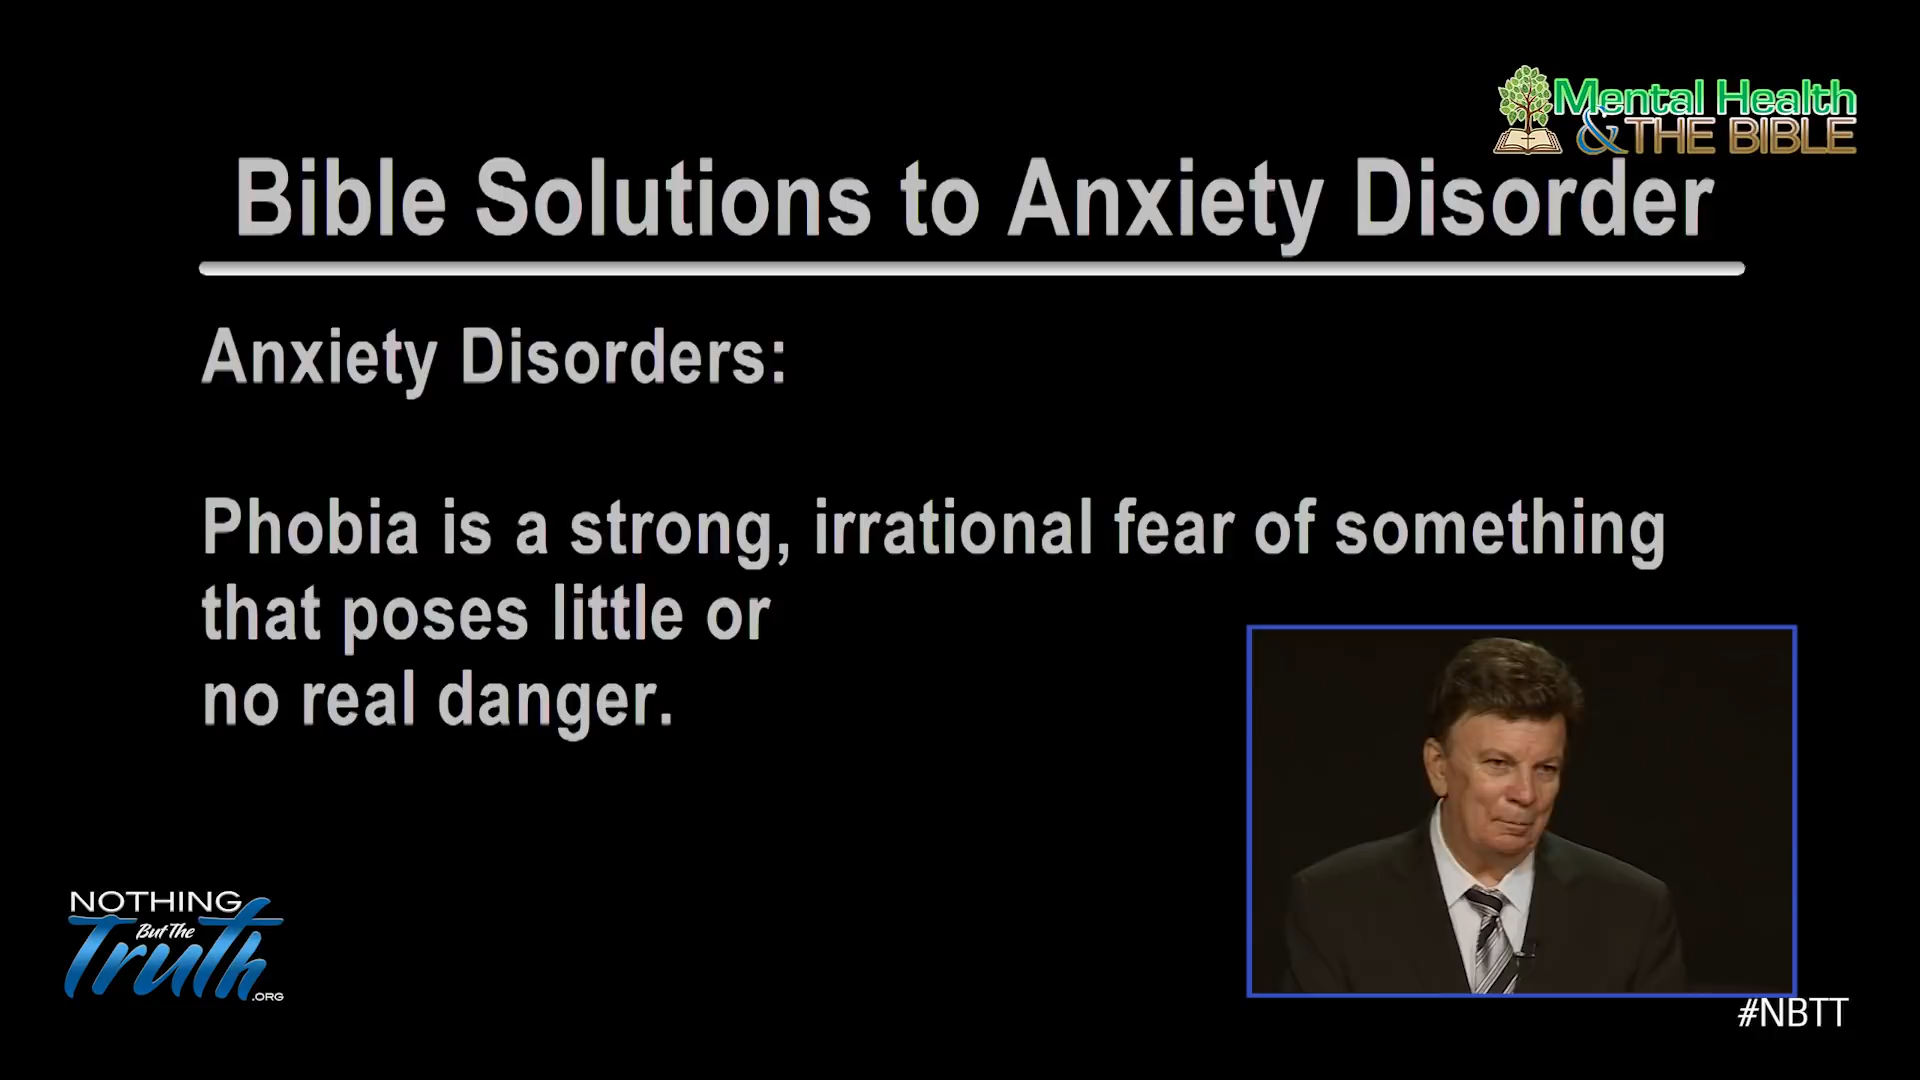 Mental Health
& THE BIBLE
Bible Solutions to Anxiety Disorder
Anxiety Disorders:
Phobia is a strong, irrational fear of something
that poses little or
no real danger.
NOTHING
But The
Truth
.ORG
#NBTT